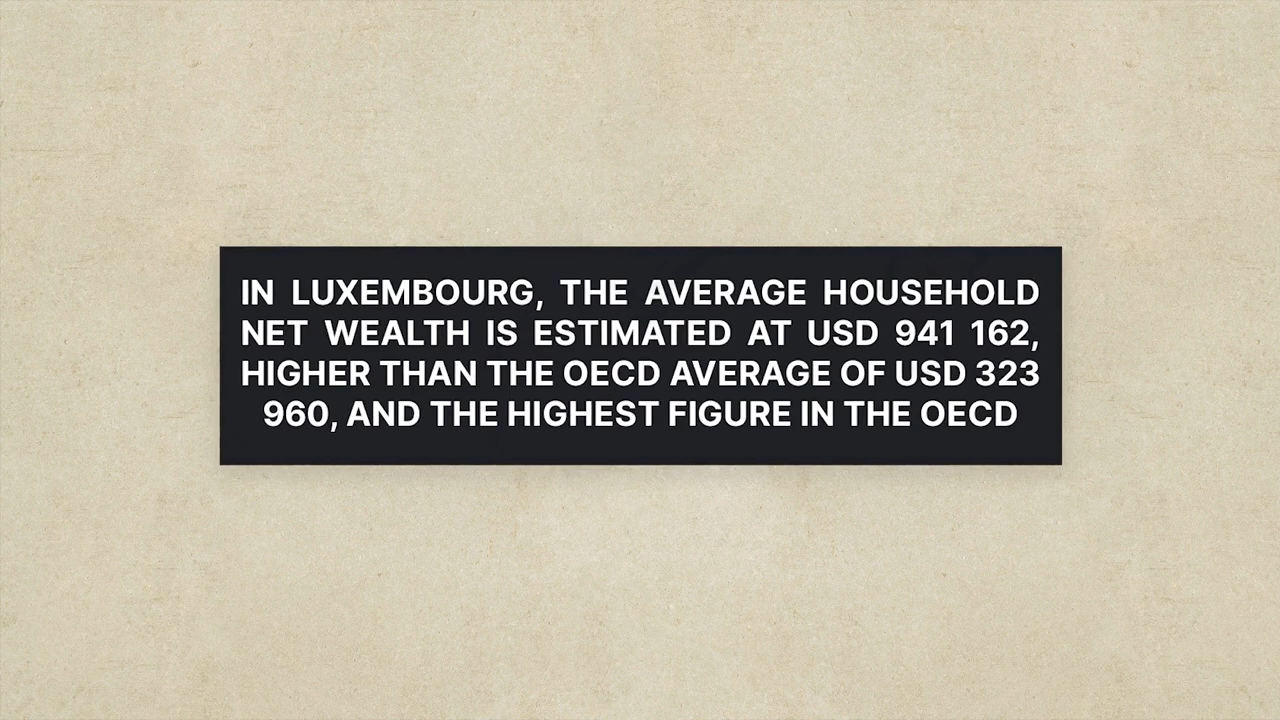 IN LUXEMBOURG, THE AVERAGE HOUSEHOLD
NET WEALTH IS ESTIMATED AT USD 941 162,
HIGHER THAN THE OECD AVERAGE OF USD 323
960, AND THE HIGHEST FIGURE IN THE OECD